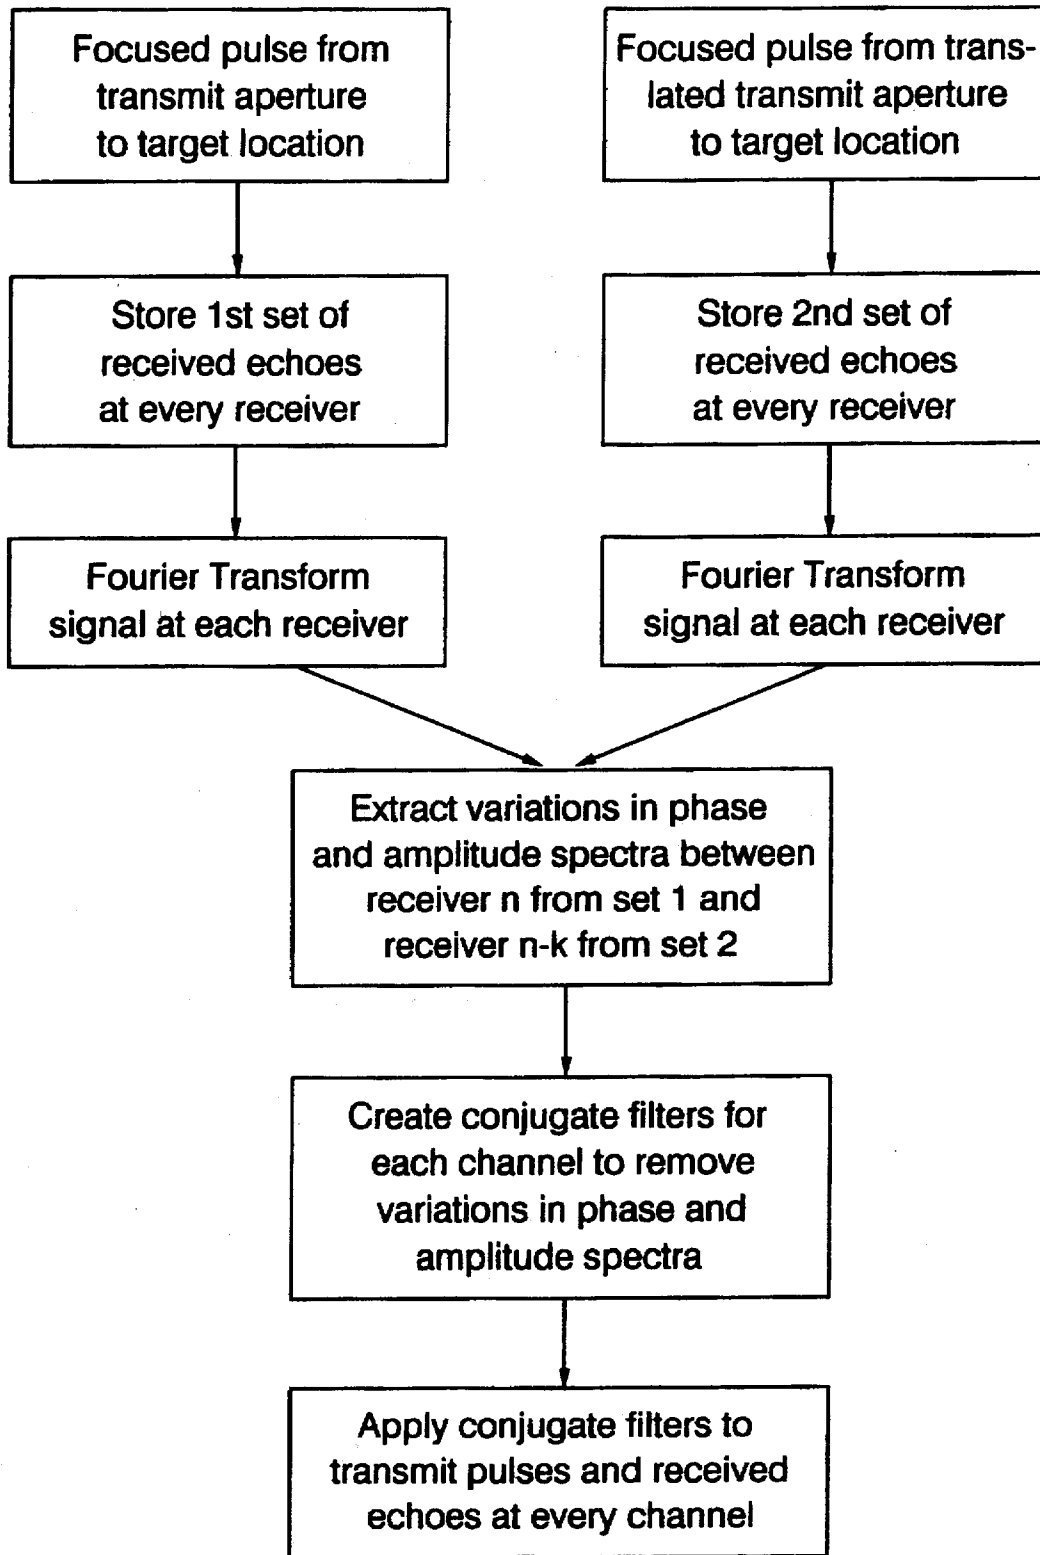 Focused pulse from
transmit aperture
to target location
Focused pulse from trans-
lated transmit aperture
to target location
Store 1st set of
received echoes
at every receiver
Store 2nd set of
received echoes
at every receiver
Fourier Transform
signal at each receiver
Fourier Transform
signal at each receiver
Extract variations in phase
and amplitude spectra between
receiver n from set 1 and
receiver n-k from set 2
Create conjugate filters for
each channel to remove
variations in phase and
amplitude spectra
Apply conjugate filters to
transmit pulses and received
echoes at every channel